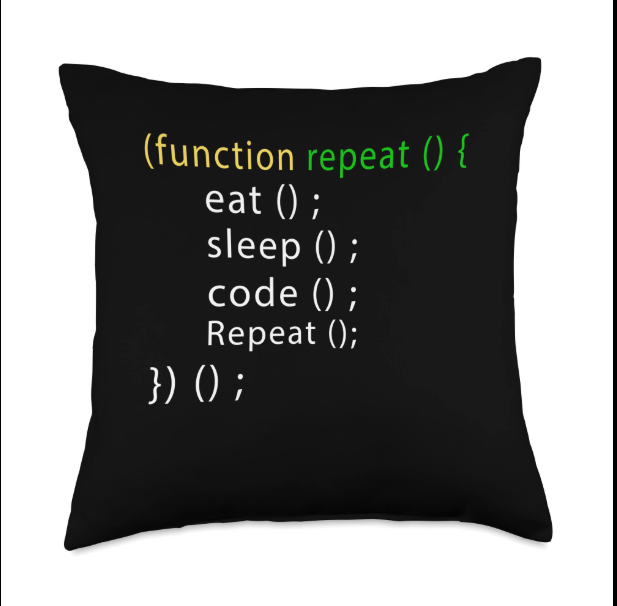 (function repeat () {
eat () ;
sleep () ;
code () ;
Repeat ();
}) () ;